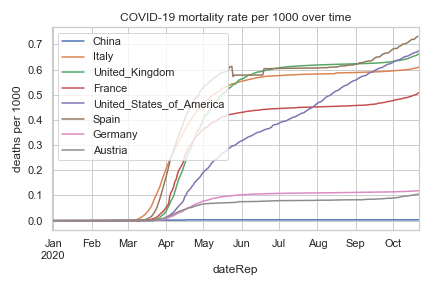 COVID-19 mortality rate per 1000 over time
deaths per 1000
0.7
0.6
0.5
0.4
0.3
0.2
0.1
0.0
China
Italy
United_Kingdom
France
United_States_of_America
Spain
Germany
Austria
Jan Feb Mar Apr May Jun Jul Aug Sep Oct
2020
dateRep